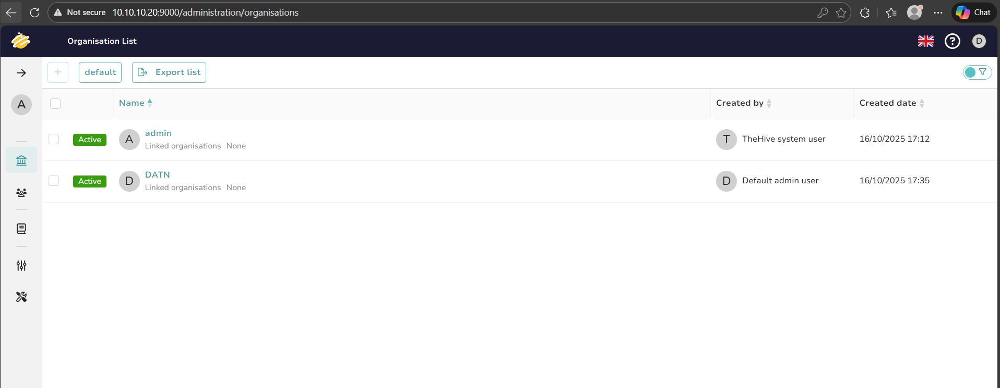 Not secure 10.10.10.20:9000/administration/organisations Chat
Organisation List D
+ default Export list
A
Name Created by Created date
Active A admin T TheHive system user 16/10/2025 17:12
Linked organisations None
Active D DATN D Default admin user 16/10/2025 17:35
Linked organisations None